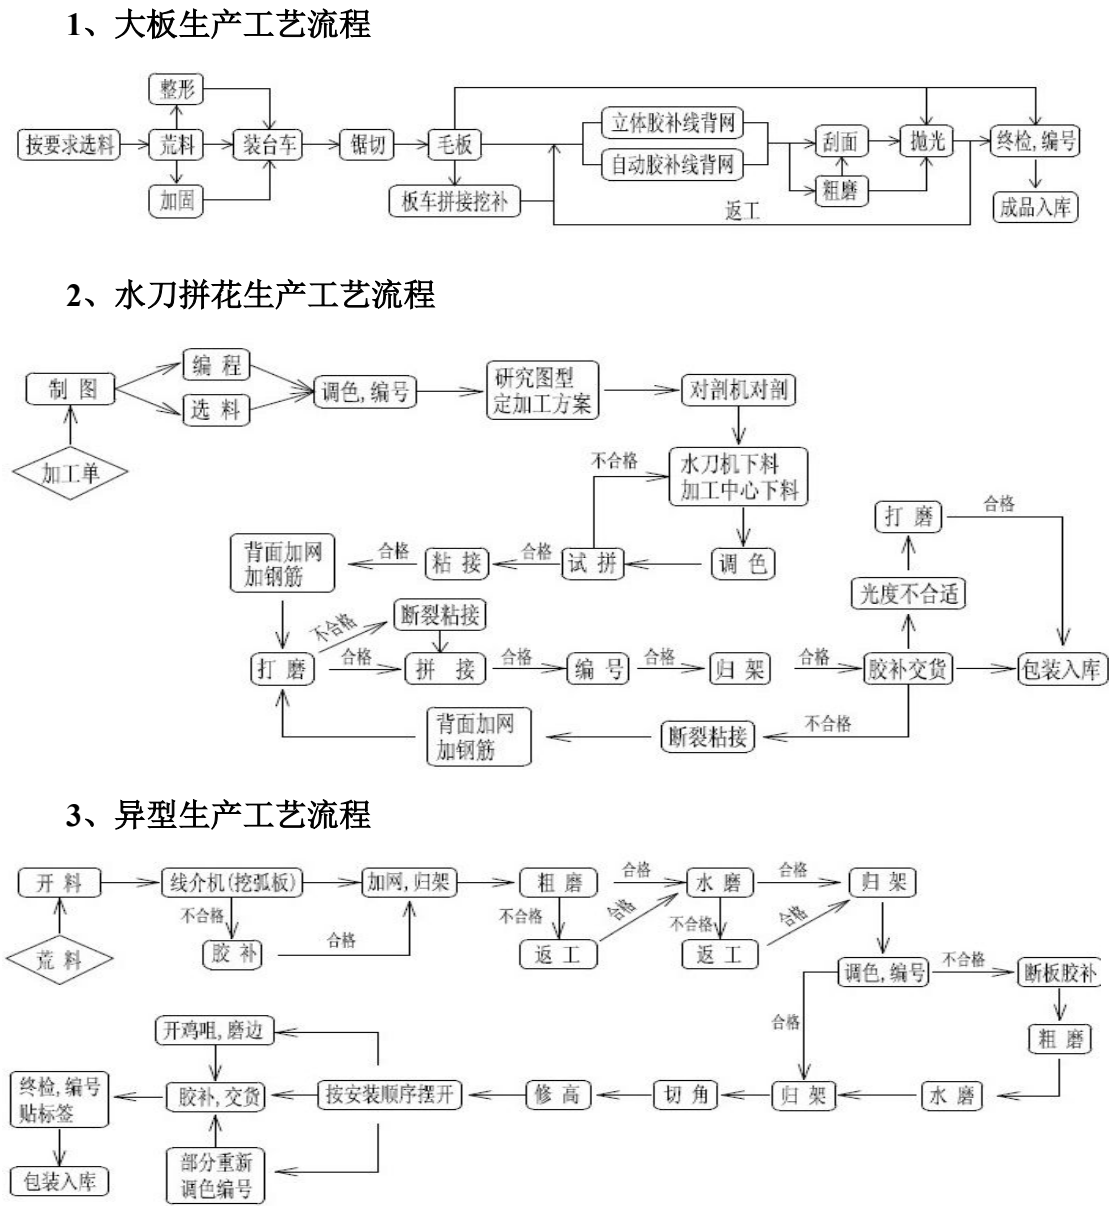 1、大板生产工艺流程
整形
按要求选料
荒料
装台车
锯切
毛板
立体胶补线背网
自动胶补线背网
刮面
抛光
终检,编号
加固
板车拼接挖补
粗磨
返工
成品入库
2、水刀拼花生产工艺流程
制图
编程
选料
调色,编号
研究图型
定加工方案
对剖机对剖
加工单
不合格
水刀机下料
加工中心下料
打磨
合格
背面加网
加钢筋
合格
粘接
合格
试拼
调色
光度不合适
不合格
断裂粘接
打磨
合格
拼接
合格
编号
合格
归架
合格
胶补交货
包装入库
背面加网
加钢筋
断裂粘接
不合格
3、异型生产工艺流程
开料
线介机(挖弧板)
加网,归架
粗磨
合格
水磨
合格
归架
不合格
不合格
合格
不合格
合格
荒料
胶补
合格
返工
返工
调色,编号
不合格
断板胶补
合格
粗磨
开鸡咀,磨边
终检,编号
贴标签
胶补,交货
按安装顺序摆开
修高
切角
归架
水磨
部分重新
调色编号
包装入库